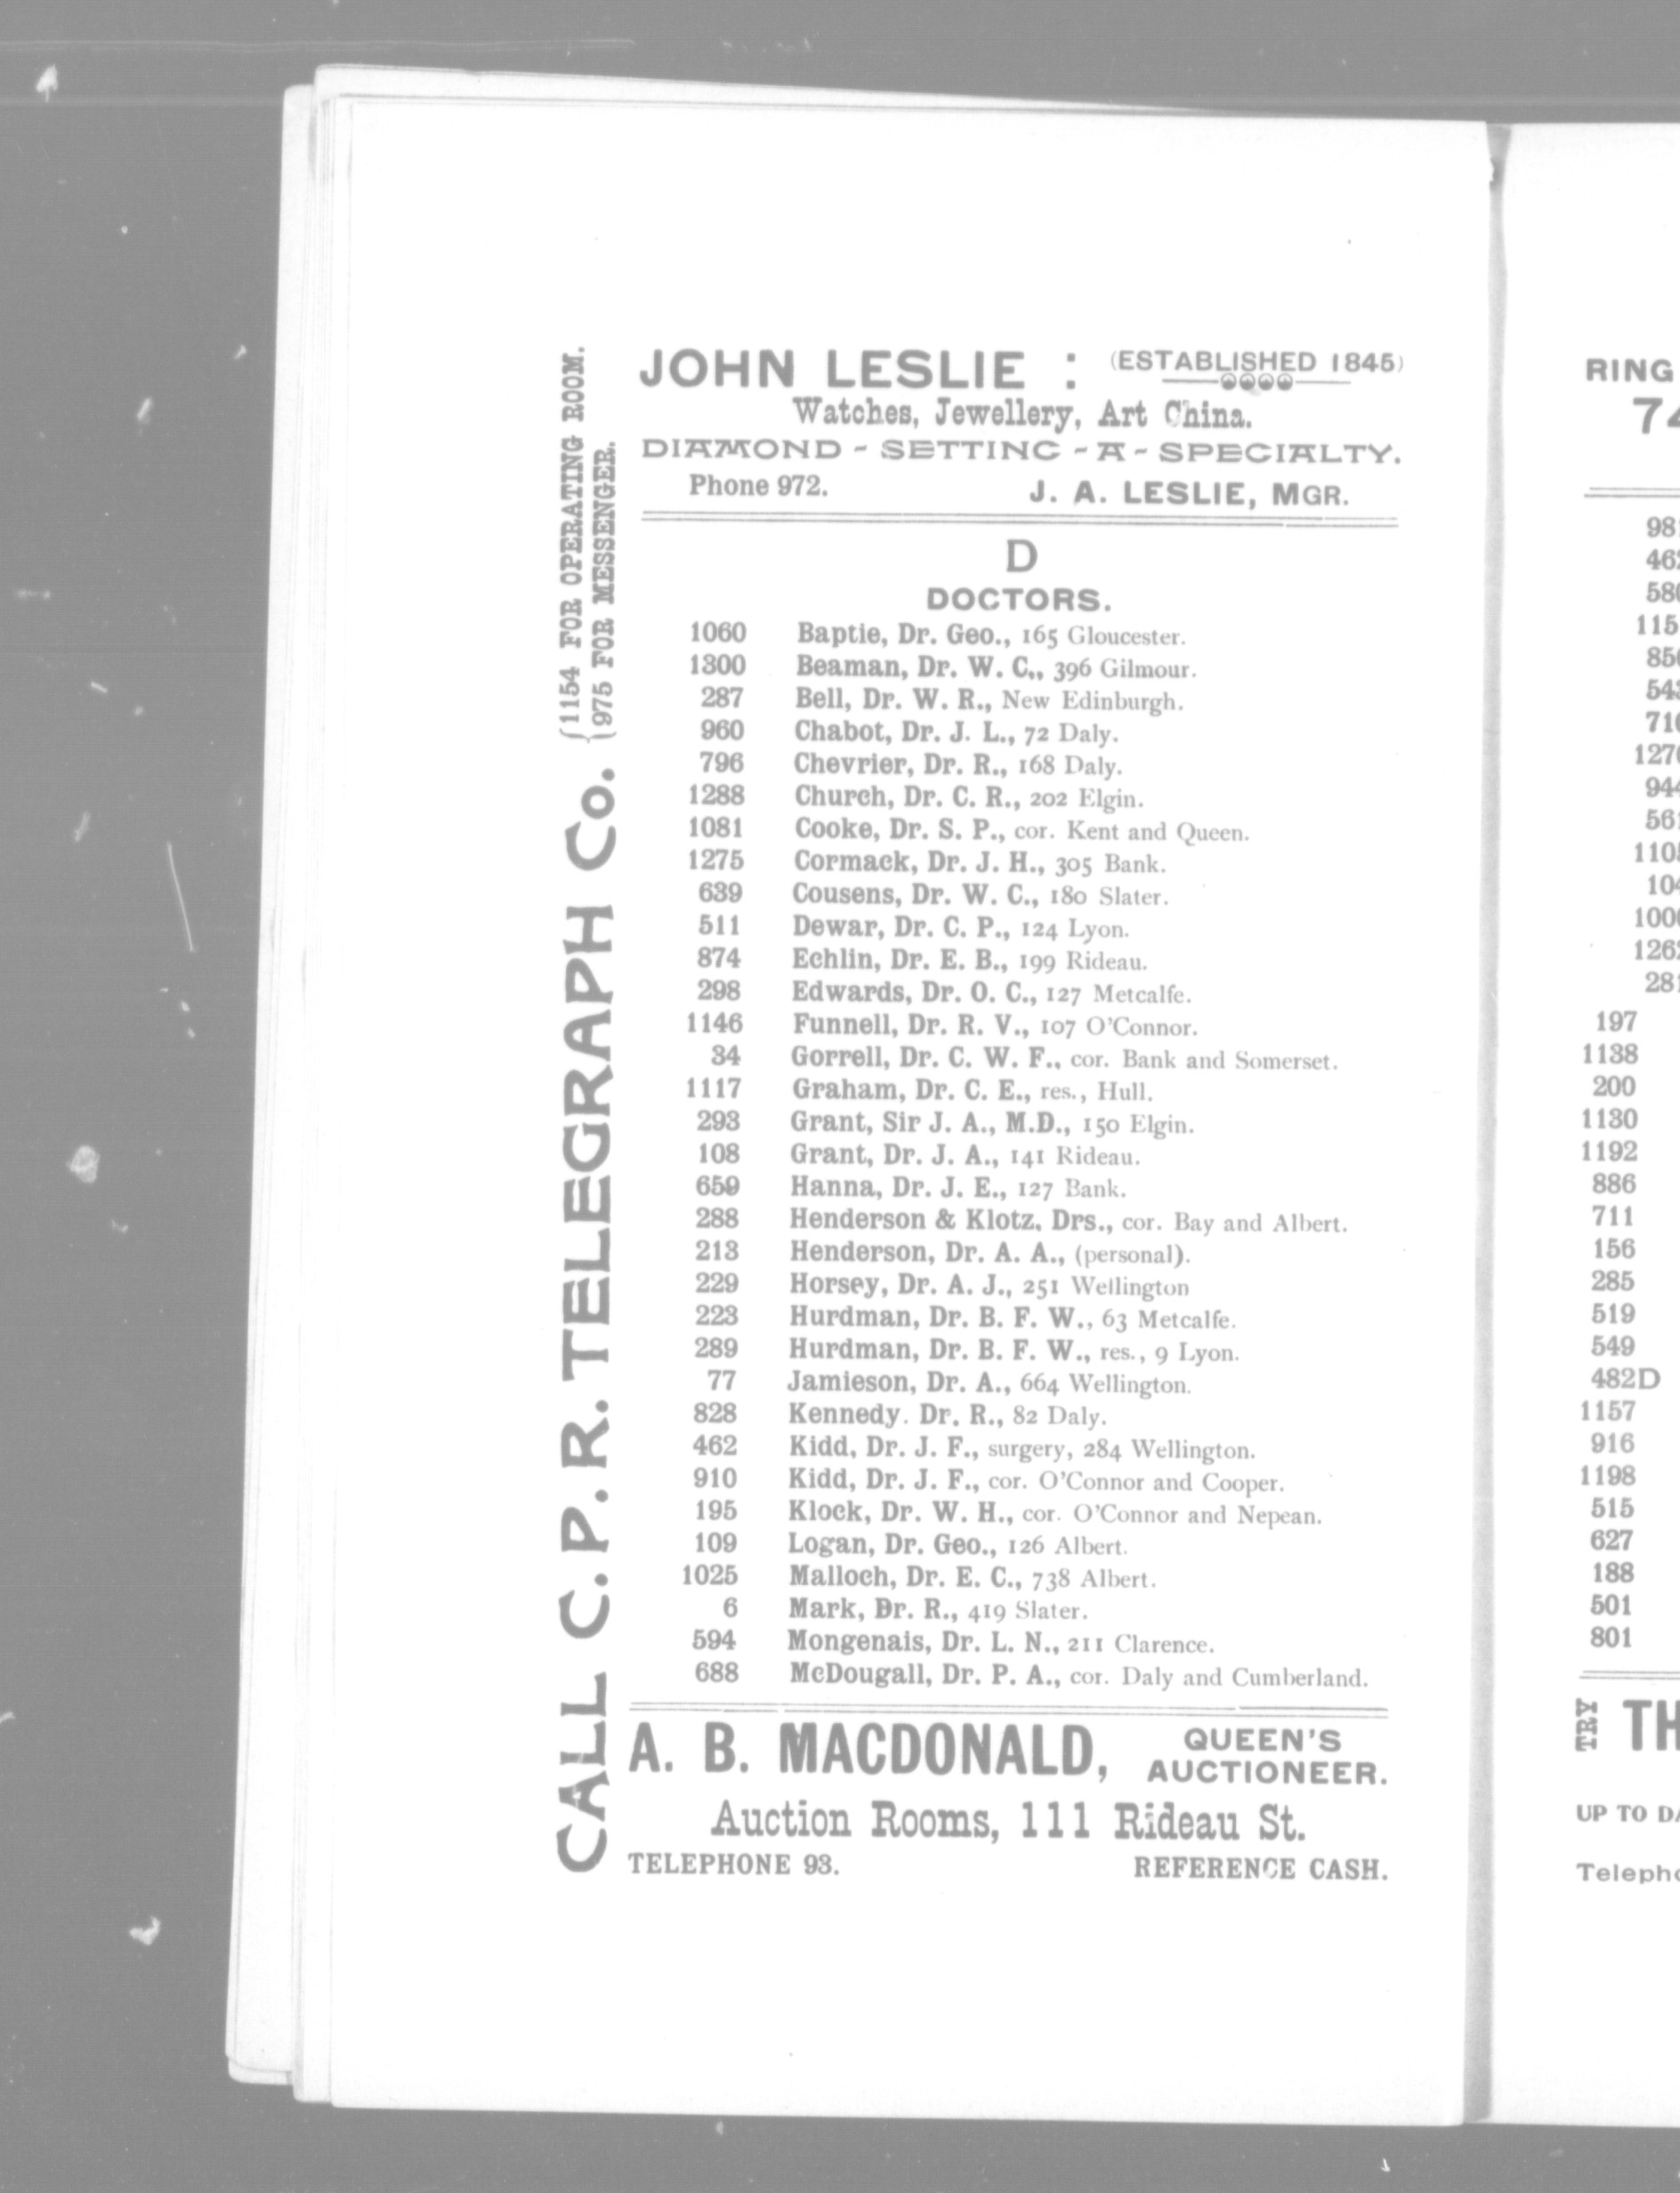 JOHN LESLIE : (ESTABLISHED 1845)
Watches, Jewellery, Art China.
DIAMOND - SETTING - A - SPECIALTY.
Phone 972. J. A. LESLIE, MGR.
D
DOCTORS.
1060 Baptie, Dr. Geo., 165 Gloucester.
1300 Beaman, Dr. W. C., 396 Gilmour.
287 Bell, Dr. W. R., New Edinburgh.
960 Chabot, Dr. J. L., 72 Daly.
796 Chevrier, Dr. R., 168 Daly.
1288 Church, Dr. C. R., 202 Elgin.
1081 Cooke, Dr. S. P., cor. Kent and Queen.
1275 Cormack, Dr. J. H., 305 Bank.
639 Cousens, Dr. W. C., 180 Slater.
511 Dewar, Dr. C. P., 124 Lyon.
874 Echlin, Dr. E. B., 199 Rideau.
298 Edwards, Dr. O. C., 127 Metcalfe.
1146 Funnell, Dr. R. V., 107 O'Connor.
34 Gorrell, Dr. C. W. F., cor. Bank and Somerset.
1117 Graham, Dr. C. E., res., Hull.
293 Grant, Sir J. A., M.D., 150 Elgin.
108 Grant, Dr. J. A., 141 Rideau.
659 Hanna, Dr. J. E., 127 Bank.
288 Henderson & Klotz, Drs., cor. Bay and Albert.
213 Henderson, Dr. A. A., (personal).
229 Horsey, Dr. A. J., 251 Wellington
223 Hurdman, Dr. B. F. W., 63 Metcalfe.
289 Hurdman, Dr. B. F. W., res., 9 Lyon.
77 Jamieson, Dr. A., 664 Wellington.
828 Kennedy. Dr. R., 82 Daly.
462 Kidd, Dr. J. F., surgery, 284 Wellington.
910 Kidd, Dr. J. F., cor. O'Connor and Cooper.
195 Klock, Dr. W. H., cor. O'Connor and Nepean.
109 Logan, Dr. Geo., 126 Albert.
1025 Malloch, Dr. E. C., 738 Albert.
6 Mark, Dr. R., 419 Slater.
594 Mongenais, Dr. L. N., 211 Clarence.
688 McDougall, Dr. P. A., cor. Daly and Cumberland.
A. B. MACDONALD, QUEEN'S
AUCTIONEER.
Auction Rooms, 111 Rideau St.
TELEPHONE 93. REFERENCE CASH.
CALL C. P. R. TELEGRAPH Co. {1154 FOR OPERATING ROOM.
{975 FOR MESSENGER.
RING
197
1138
200
1130
1192
886
711
156
285
519
549
482D
1157
916
1198
515
627
188
501
801
TRY
UP TO